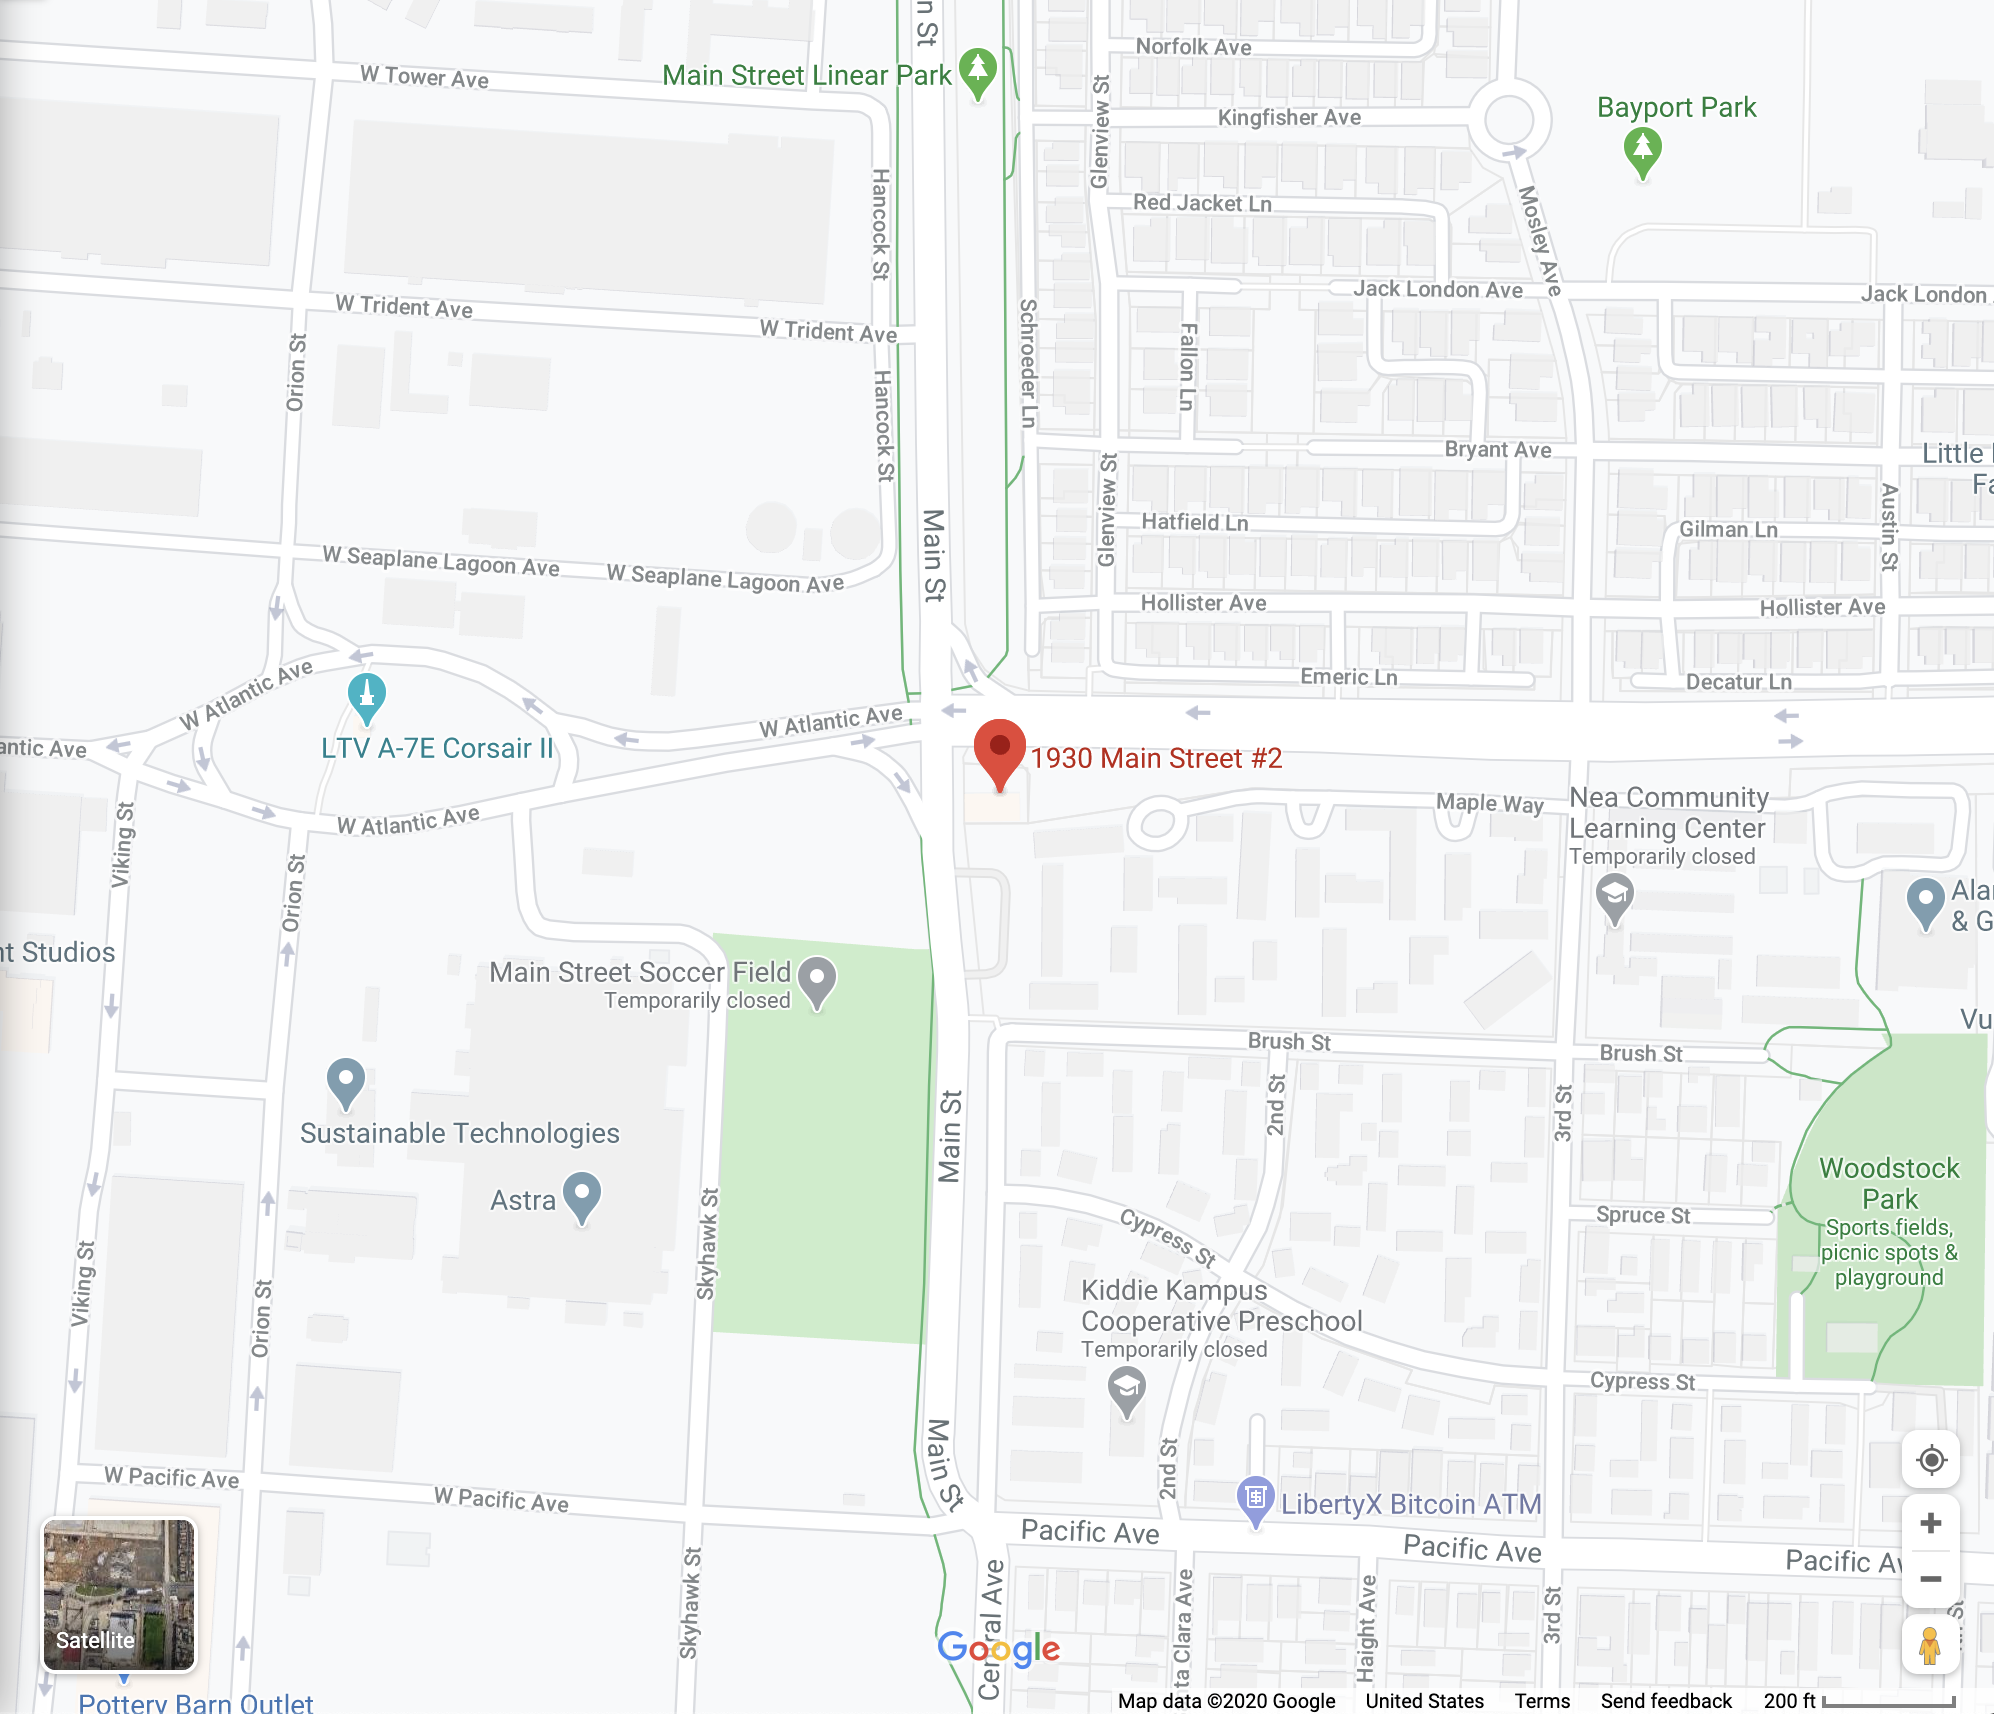 n St
W Tower Ave
Main Street Linear Park
Norfolk Ave
Glenview St
Kingfisher Ave
Bayport Park
Hancock St
Red Jacket Ln
Mosley Ave
W Trident Ave
W Trident Ave
Jack London Ave
Jack London
Orion St
Schroeder Ln
Fallon Ln
Hancock St
Bryant Ave
Little
Fa
Glenview St
Main St
Hatfield Ln
Gilman Ln
Austin St
W Seaplane Lagoon Ave
W Seaplane Lagoon Ave
Hollister Ave
Hollister Ave
W Atlantic Ave
Emeric Ln
Decatur Ln
W Atlantic Ave
antic Ave
LTV A-7E Corsair II
1930 Main Street #2
Viking St
W Atlantic Ave
Maple Way
Nea Community
Learning Center
Temporarily closed
Orion St
Ala
& G
nt Studios
Main Street Soccer Field
Temporarily closed
Vu
Brush St
Brush St
2nd St
3rd St
Main St
Sustainable Technologies
Astra
Skyhawk St
Cypress St
Spruce St
Woodstock
Park
Sports fields,
picnic spots &
playground
Viking St
Orion St
Kiddie Kampus
Cooperative Preschool
Temporarily closed
Cypress St
Main St
2nd St
W Pacific Ave
W Pacific Ave
LibertyX Bitcoin ATM
Pacific Ave
Pacific Ave
Pacific Av
Skyhawk St
Central Ave
ta Clara Ave
Haight Ave
3rd St
St
Satellite
Google
Pottery Barn Outlet
Map data ©2020 Google United States Terms Send feedback 200 ft